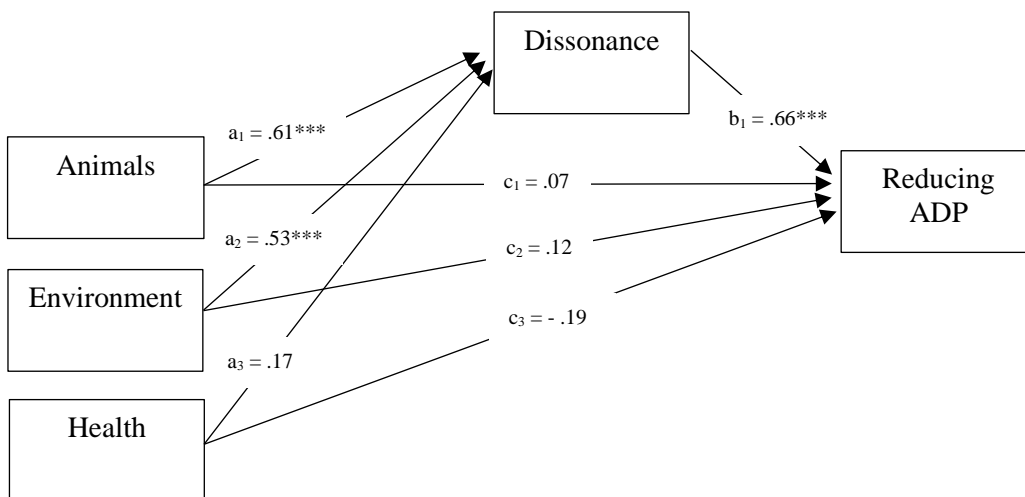 Dissonance
a₁ = .61***
b₁ = .66***
Animals
c₁ = .07
Reducing
ADP
a₂ = .53***
c₂ = .12
Environment
c₃ = - .19
a₃ = .17
Health